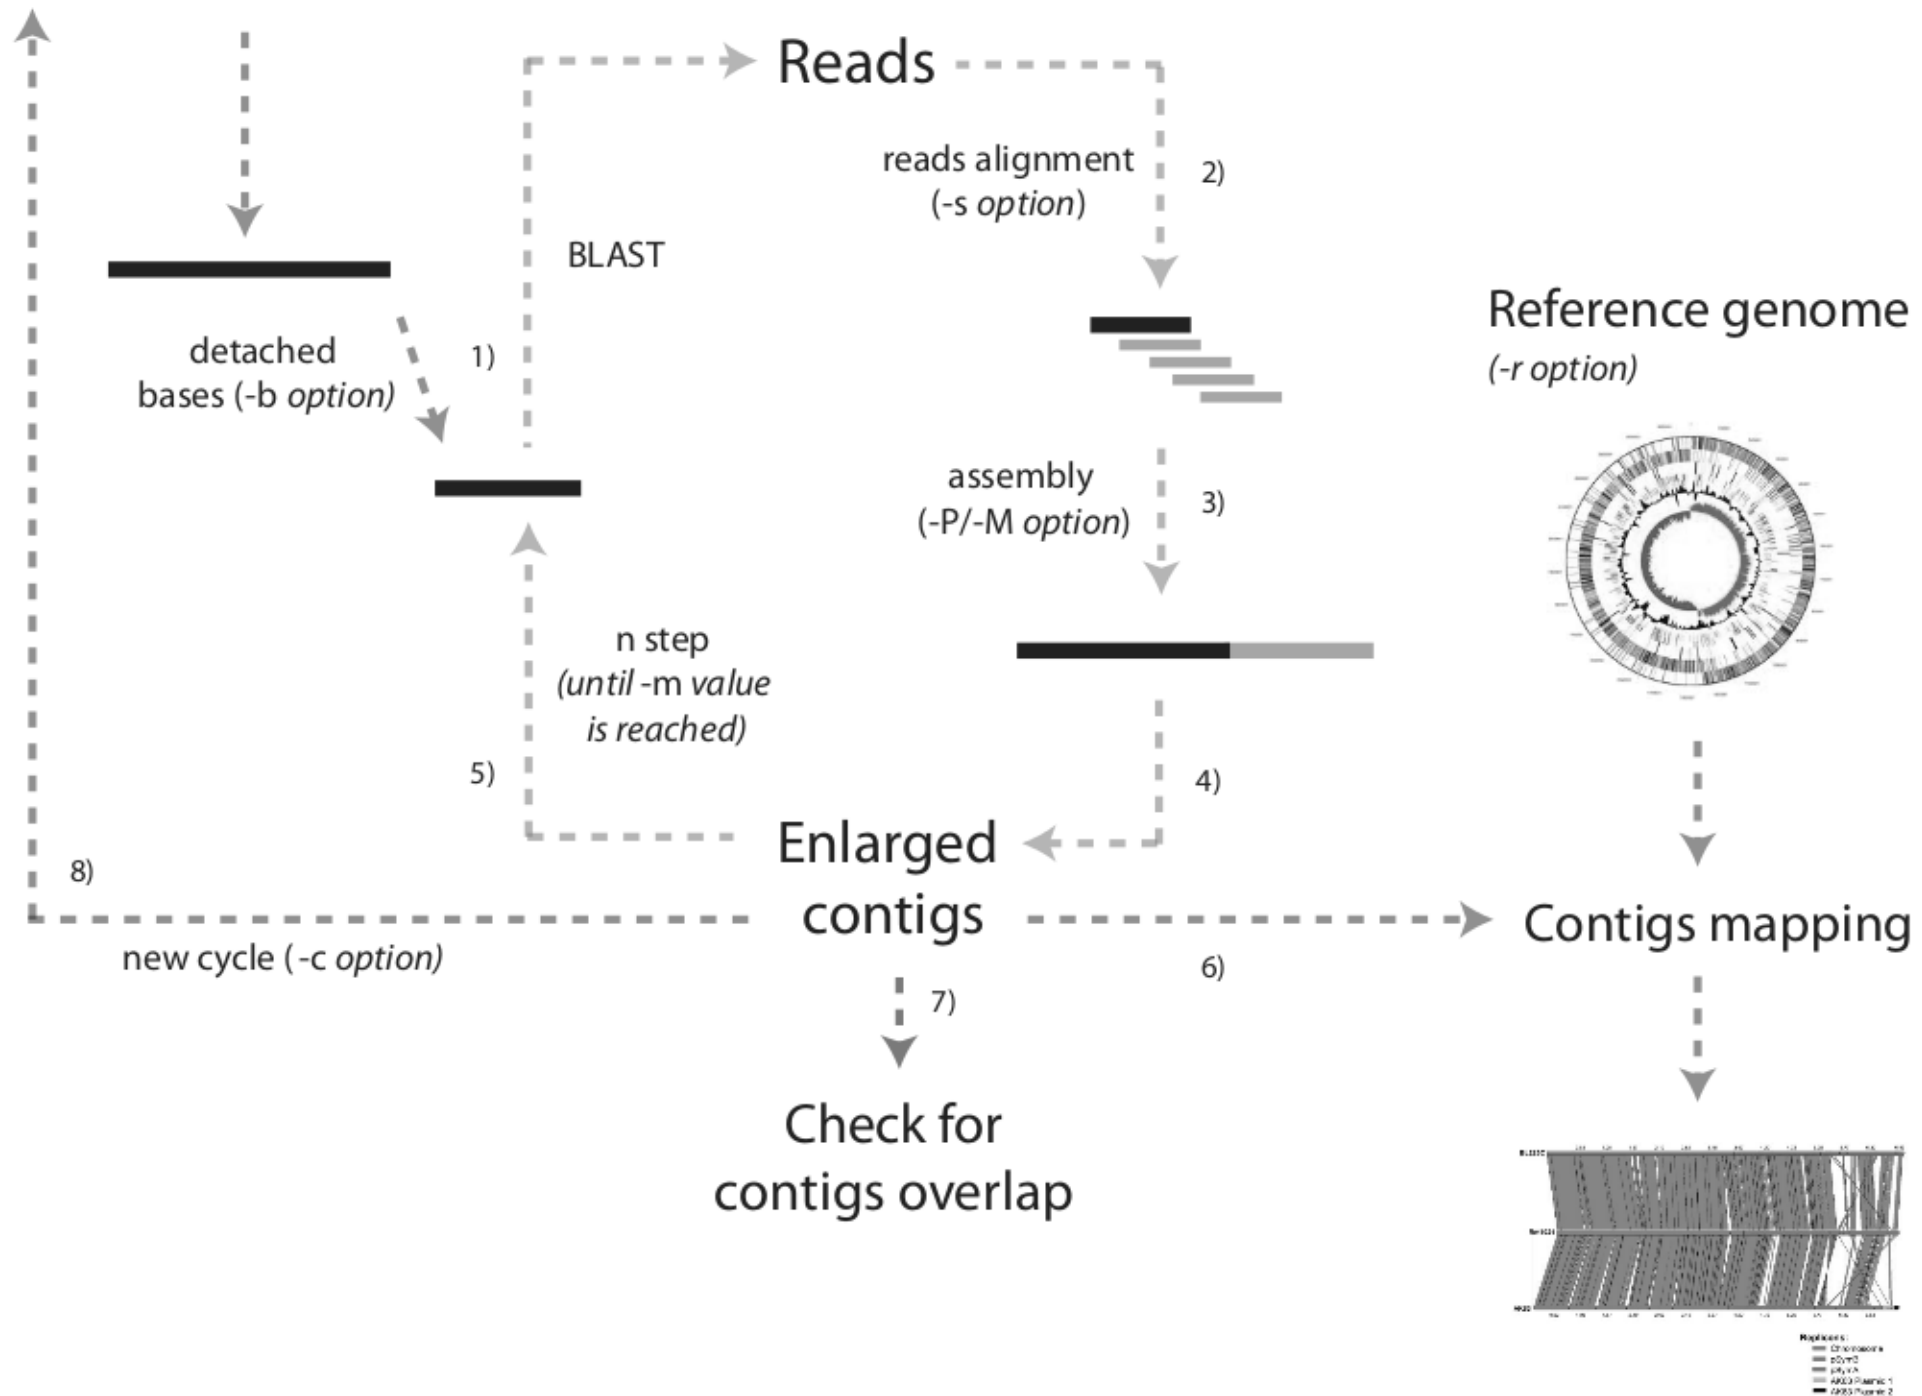 Reads
reads alignment
(-s option)
2)
BLAST
Reference genome
(-r option)
detached
bases (-b option)
1)
assembly
(-P/-M option)
3)
n step
(until -m value
is reached)
5)
4)
Enlarged
contigs
8)
new cycle (-c option)
6)
Contigs mapping
7)
Check for
contigs overlap
Replicons:
Chromosome